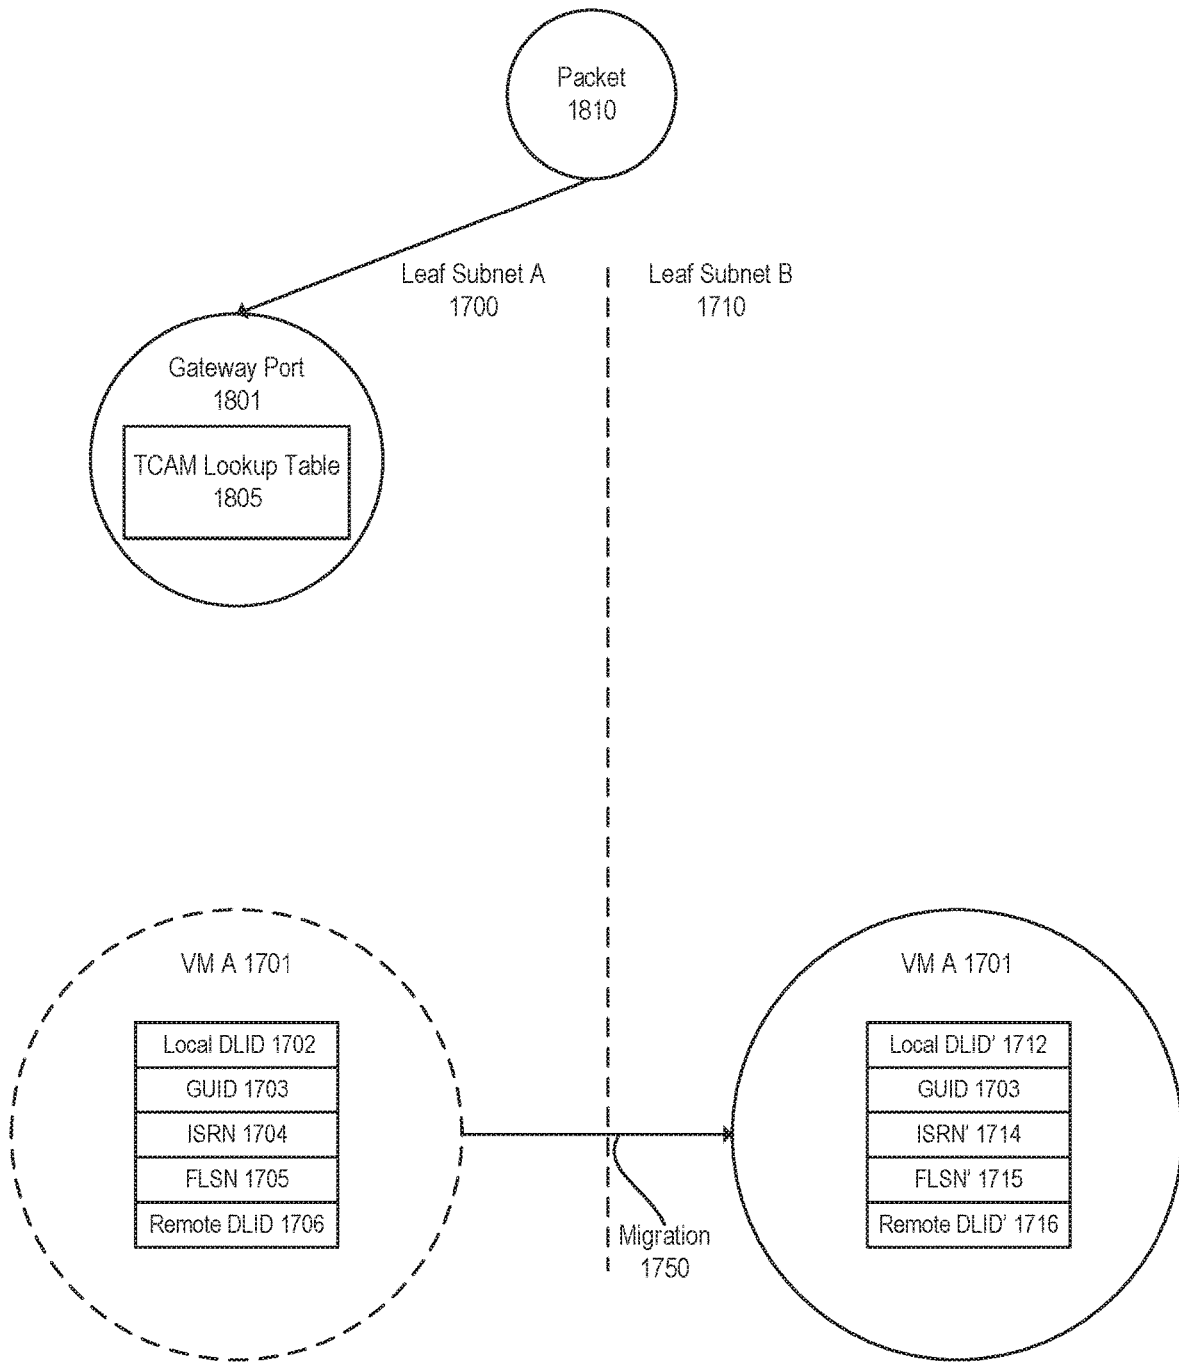 Packet
1810
Leaf Subnet A
1700
Leaf Subnet B
1710
Gateway Port
1801
TCAM Lookup Table
1805
VM A 1701
Local DLID 1702
GUID 1703
ISRN 1704
FLSN 1705
Remote DLID 1706
Migration
1750
VM A 1701
Local DLID' 1712
GUID 1703
ISRN' 1714
FLSN' 1715
Remote DLID' 1716